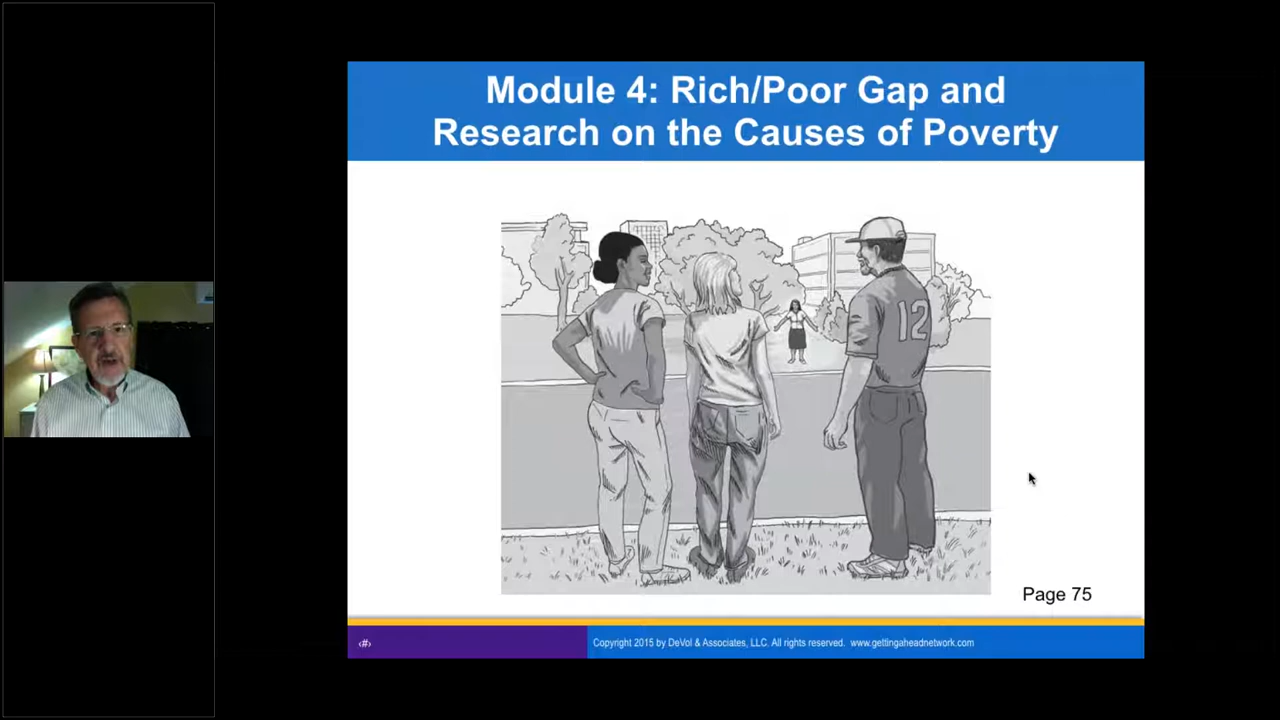 Module 4: Rich/Poor Gap and
Research on the Causes of Poverty
12
Page 75
‹#›
Copyright 2015 by DeVol & Associates, LLC. All rights reserved. www.gettingaheadnetwork.com